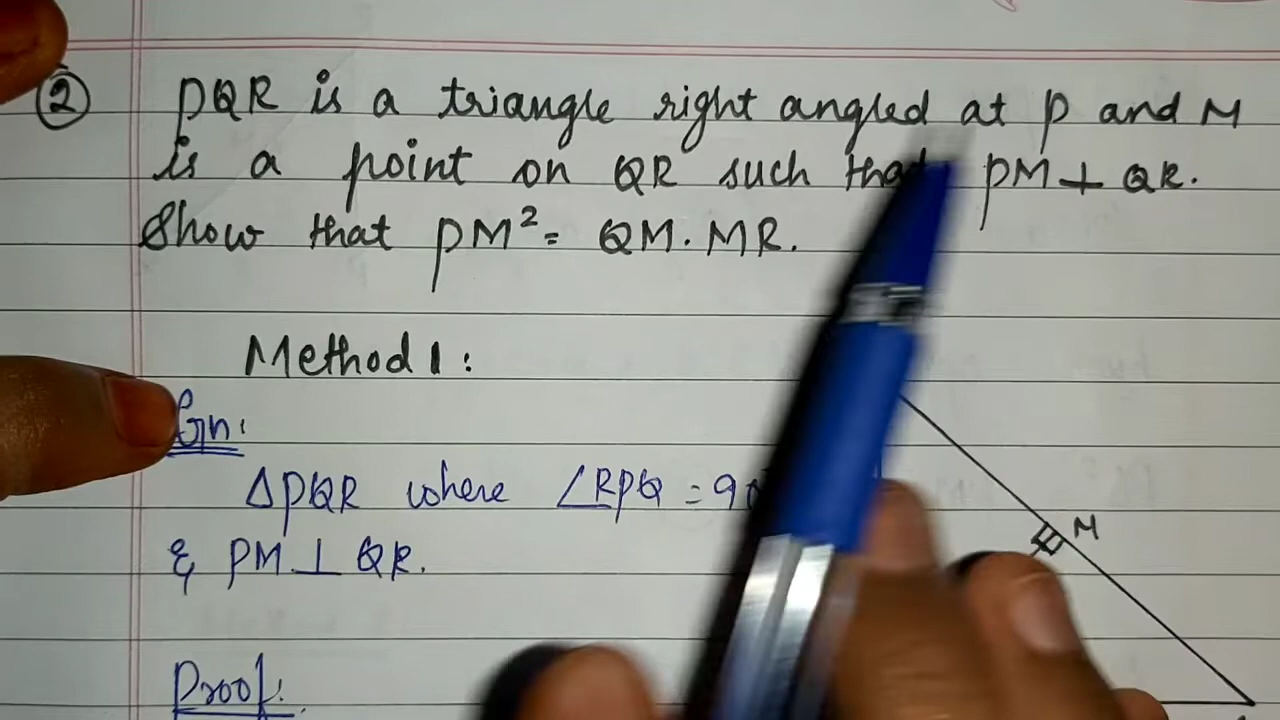 2 PQR is a triangle right angled at P and M
is a point on QR such that PM ⊥ QR.
Show that PM² = QM . MR.
Method 1 :
Gn:
ΔPQR where ∠RPQ = 90
& PM ⊥ QR.
M
Proof: